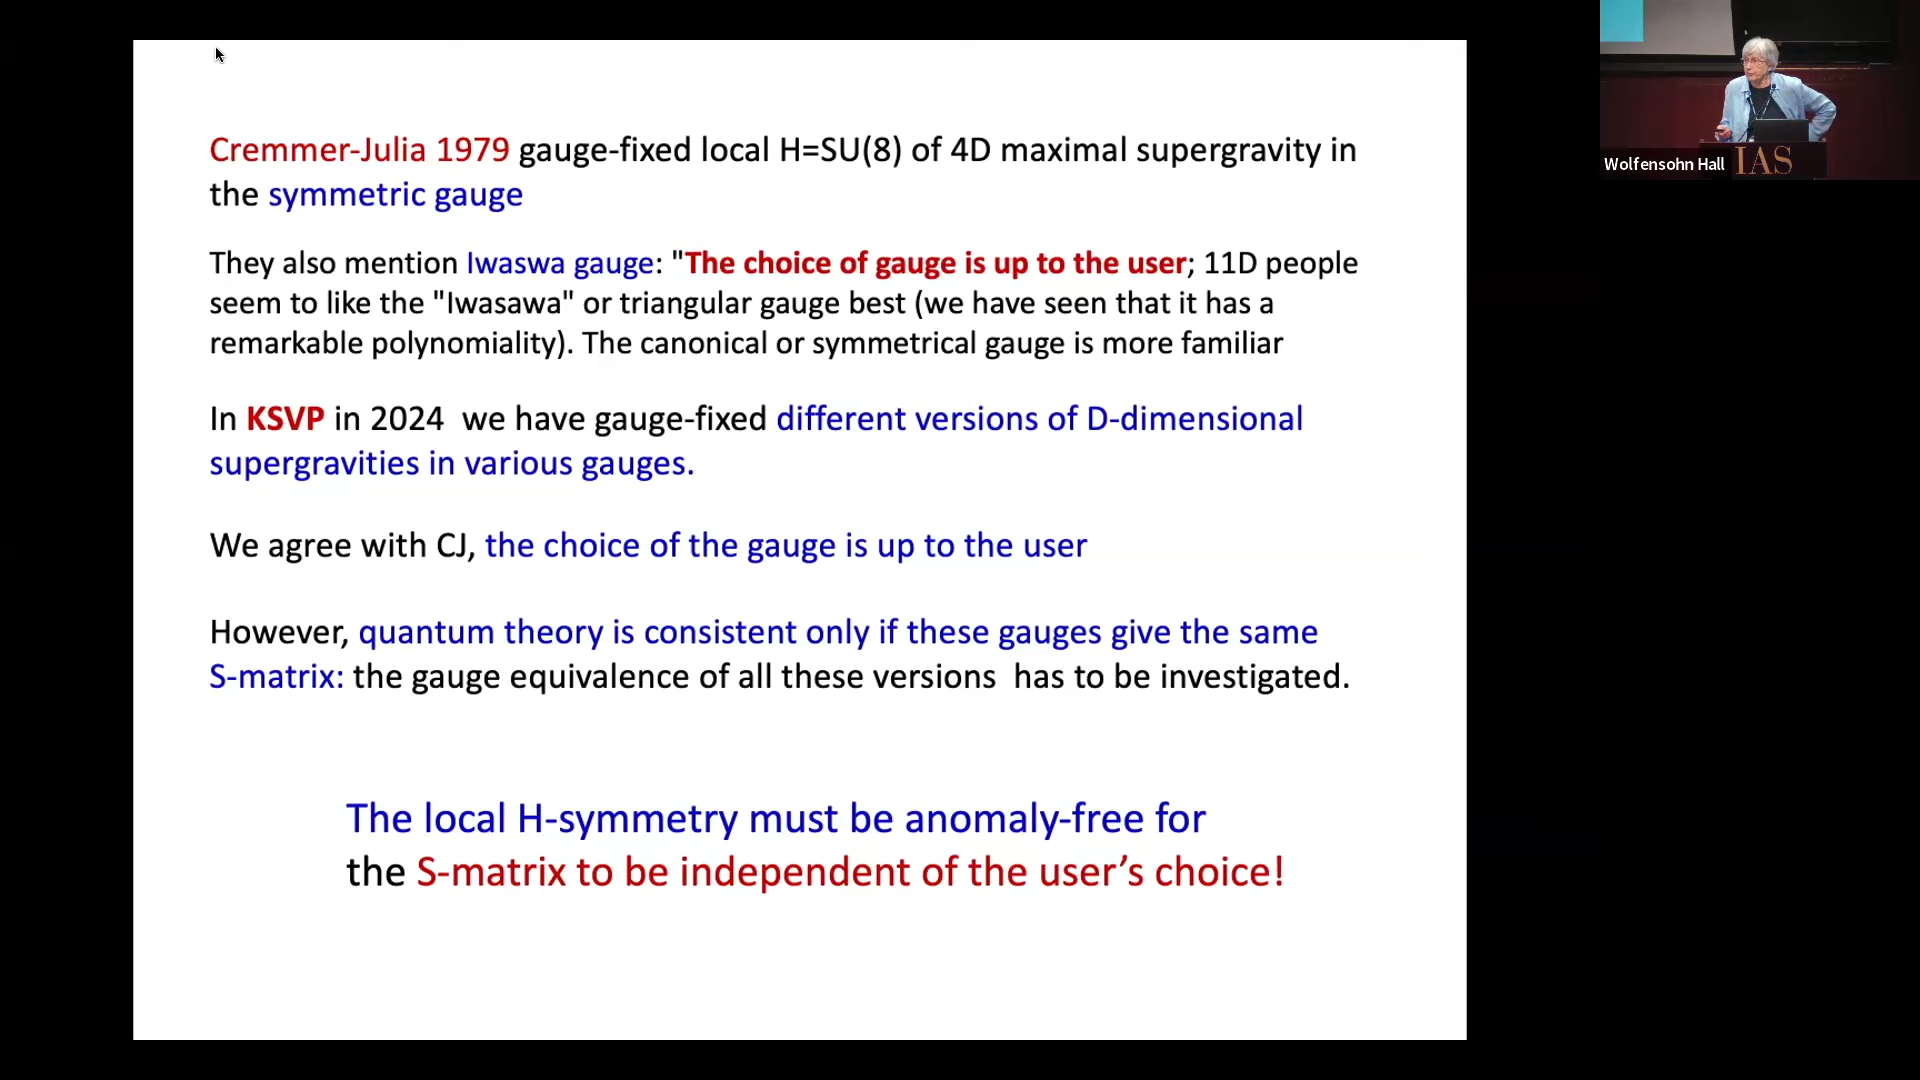 Cremmer-Julia 1979 gauge-fixed local H=SU(8) of 4D maximal supergravity in
the symmetric gauge
They also mention Iwaswa gauge: "The choice of gauge is up to the user; 11D people
seem to like the "Iwasawa" or triangular gauge best (we have seen that it has a
remarkable polynomiality). The canonical or symmetrical gauge is more familiar
In KSVP in 2024 we have gauge-fixed different versions of D-dimensional
supergravities in various gauges.
We agree with CJ, the choice of the gauge is up to the user
However, quantum theory is consistent only if these gauges give the same
S-matrix: the gauge equivalence of all these versions has to be investigated.
The local H-symmetry must be anomaly-free for
the S-matrix to be independent of the user’s choice!
Wolfensohn Hall
IAS